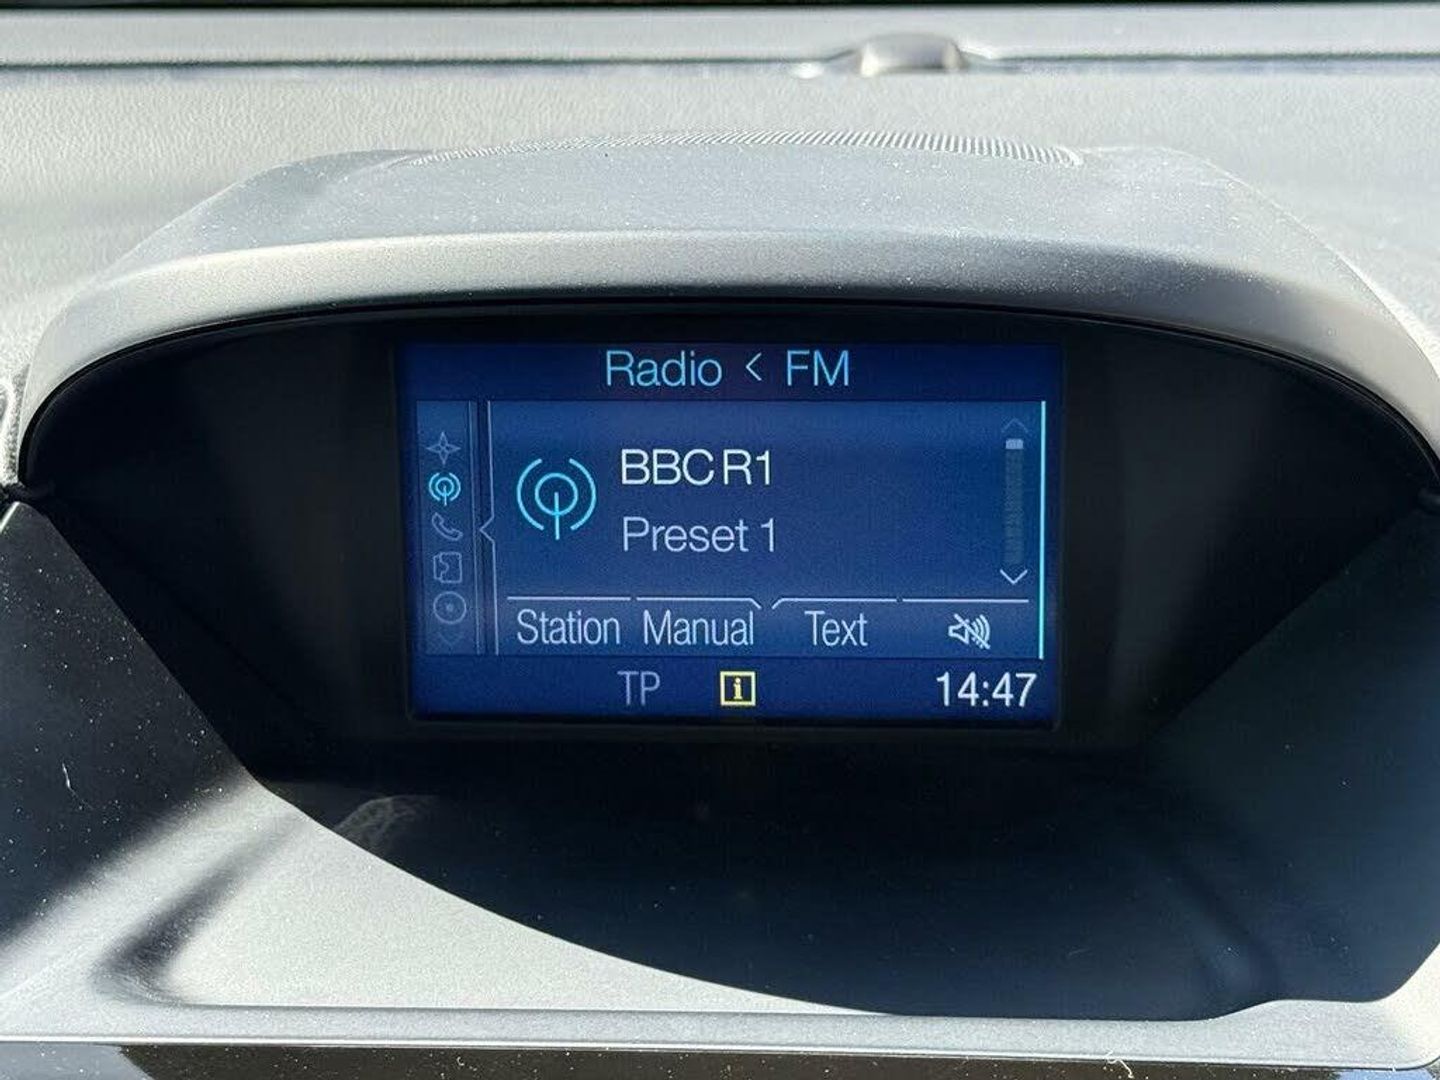 Radio < FM
BBC R1
Preset 1
Station Manual Text
TP i 14:47